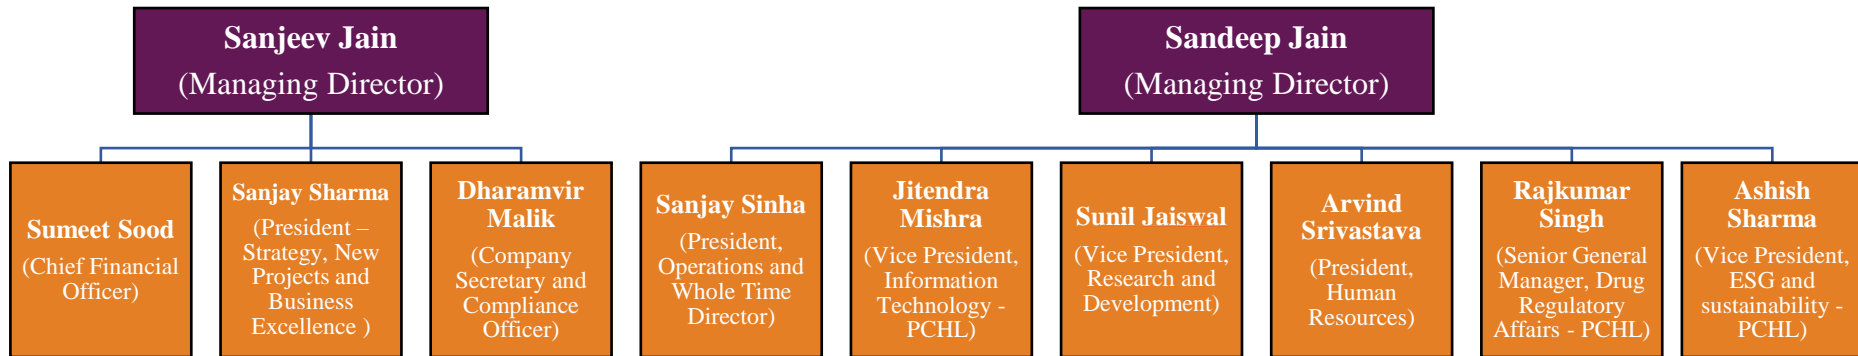 Sanjeev Jain
(Managing Director)
Sandeep Jain
(Managing Director)
Sumeet Sood
(Chief Financial
Officer)
Sanjay Sharma
(President –
Strategy, New
Projects and
Business
Excellence )
Dharamvir
Malik
(Company
Secretary and
Compliance
Officer)
Sanjay Sinha
(President,
Operations and
Whole Time
Director)
Jitendra
Mishra
(Vice President,
Information
Technology -
PCHL)
Sunil Jaiswal
(Vice President,
Research and
Development)
Arvind
Srivastava
(President,
Human
Resources)
Rajkumar
Singh
(Senior General
Manager, Drug
Regulatory
Affairs - PCHL)
Ashish
Sharma
(Vice President,
ESG and
sustainability -
PCHL)